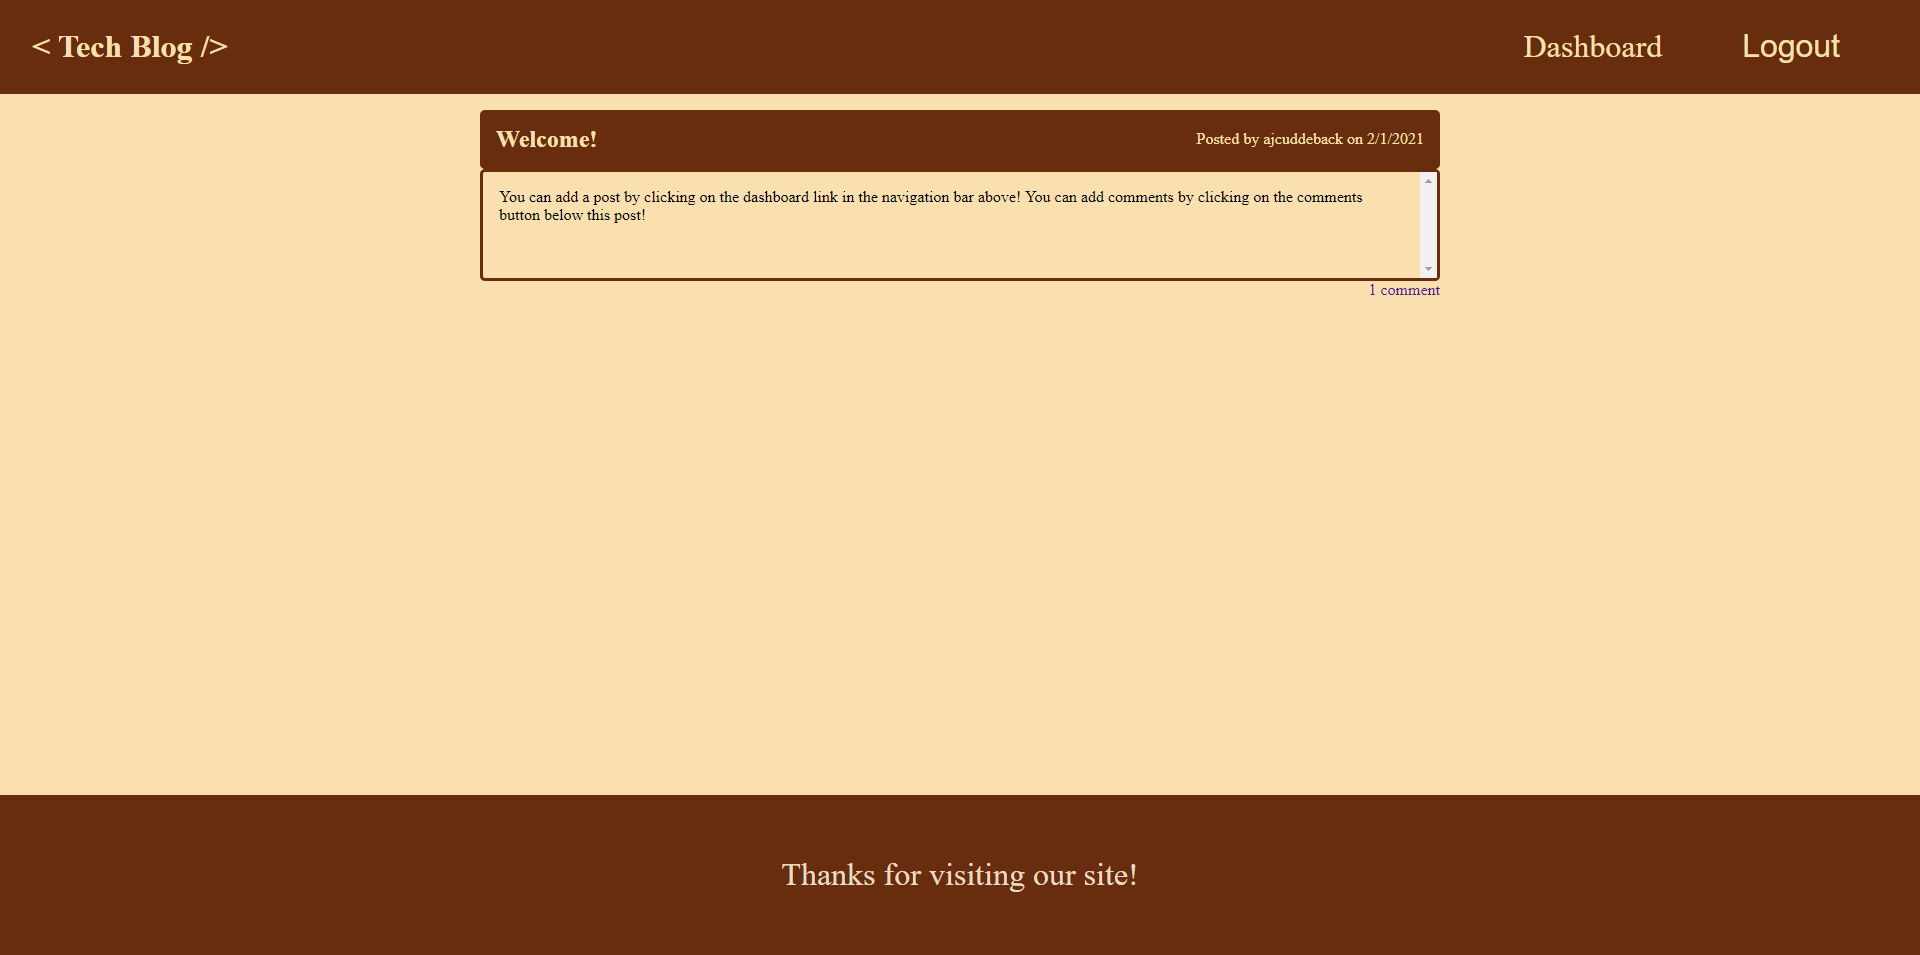 < Tech Blog />
Dashboard
Logout
Welcome!
Posted by ajcuddeback on 2/1/2021
You can add a post by clicking on the dashboard link in the navigation bar above! You can add comments by clicking on the comments
button below this post!
1 comment
Thanks for visiting our site!